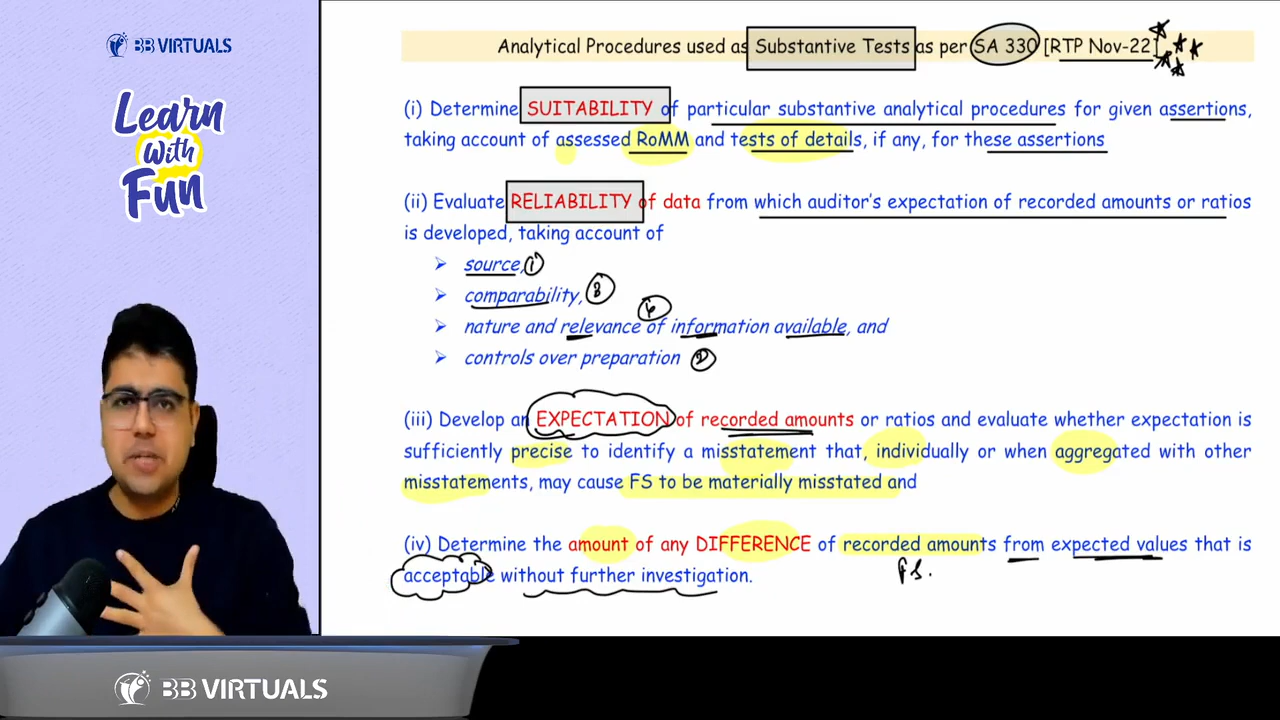 BB VIRTUALS
Learn
With
Fun
Analytical Procedures used as Substantive Tests as per SA 330 [RTP Nov-22]
(i) Determine SUITABILITY of particular substantive analytical procedures for given assertions,
taking account of assessed RoMM and tests of details, if any, for these assertions
(ii) Evaluate RELIABILITY of data from which auditor's expectation of recorded amounts or ratios
is developed, taking account of
➢ source, 1
➢ comparability, 3
➢ nature and relevance of information available, and
➢ controls over preparation
(iii) Develop an EXPECTATION of recorded amounts or ratios and evaluate whether expectation is
sufficiently precise to identify a misstatement that, individually or when aggregated with other
misstatements, may cause FS to be materially misstated and
(iv) Determine the amount of any DIFFERENCE of recorded amounts from expected values that is
acceptable without further investigation.
FS.
BB VIRTUALS